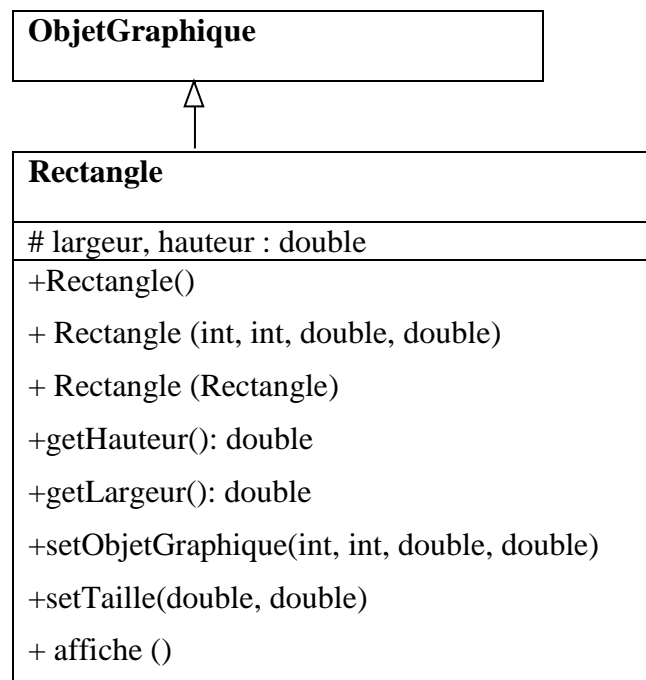 ObjetGraphique
Rectangle
# largeur, hauteur : double
+Rectangle()
+ Rectangle (int, int, double, double)
+ Rectangle (Rectangle)
+getHauteur(): double
+getLargeur(): double
+setObjetGraphique(int, int, double, double)
+setTaille(double, double)
+ affiche ()